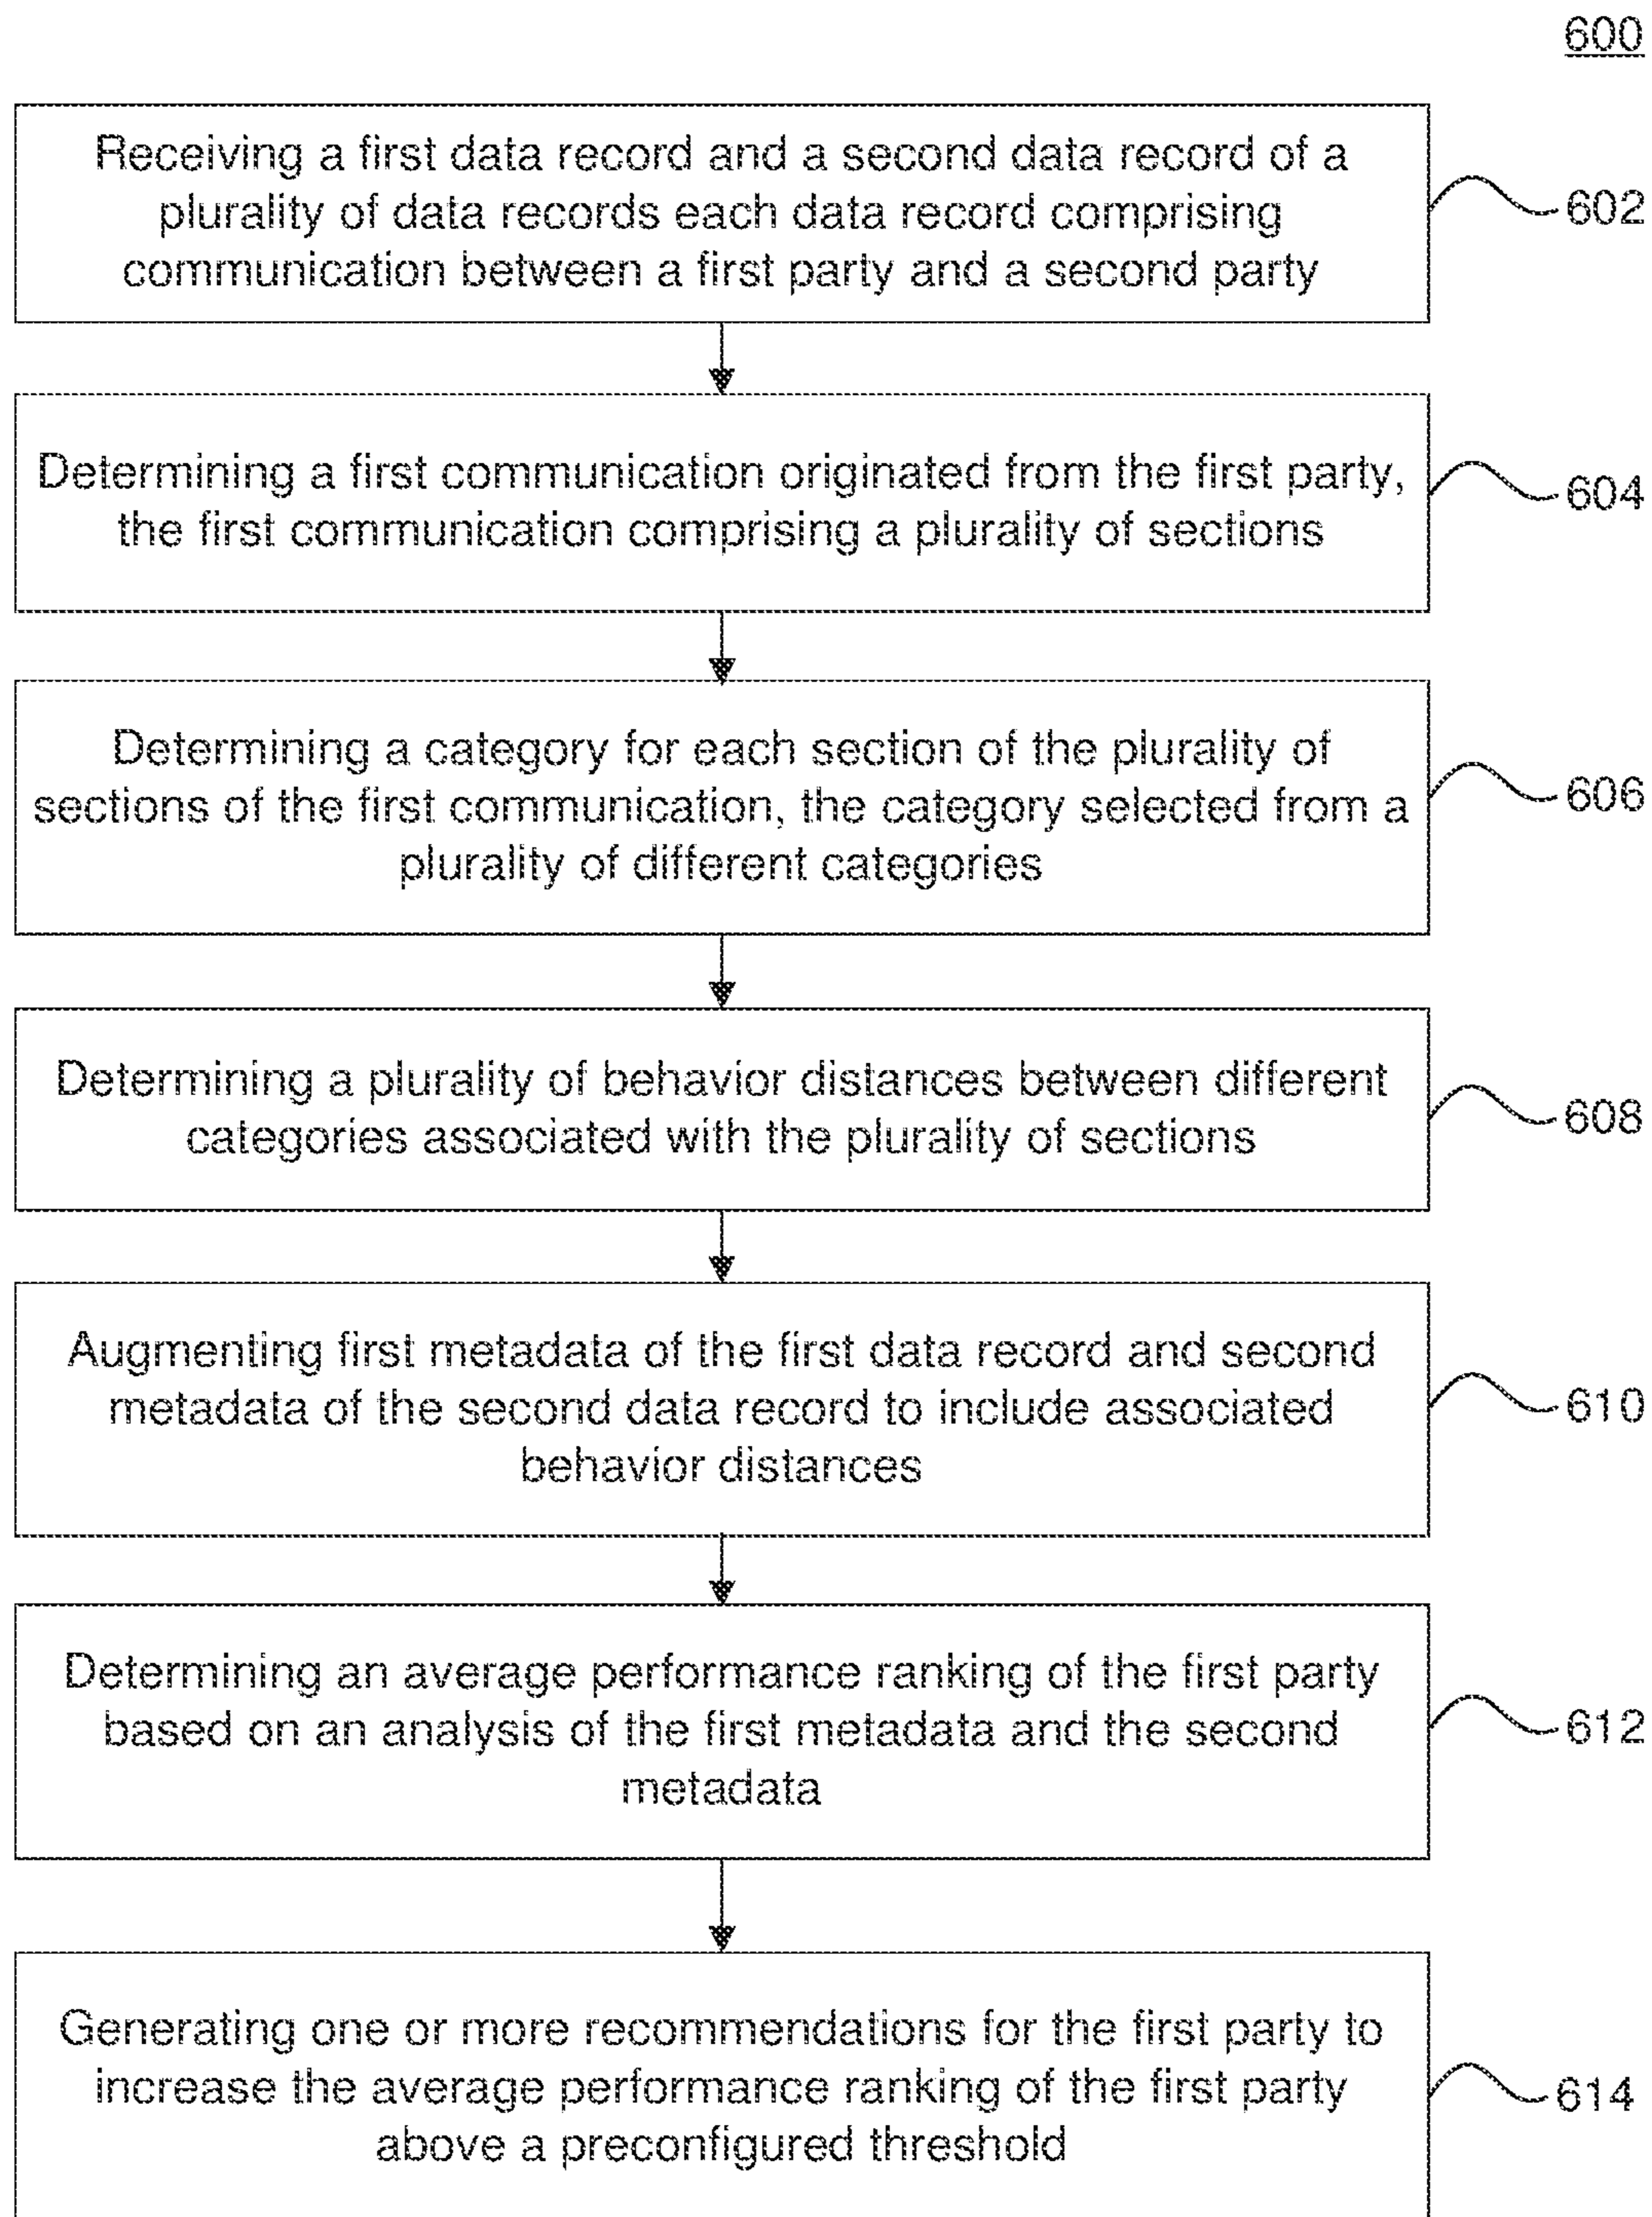 600
Receiving a first data record and a second data record of a
plurality of data records each data record comprising
communication between a first party and a second party
602
Determining a first communication originated from the first party,
the first communication comprising a plurality of sections
604
Determining a category for each section of the plurality of
sections of the first communication, the category selected from a
plurality of different categories
606
Determining a plurality of behavior distances between different
categories associated with the plurality of sections
608
Augmenting first metadata of the first data record and second
metadata of the second data record to include associated
behavior distances
610
Determining an average performance ranking of the first party
based on an analysis of the first metadata and the second
metadata
612
Generating one or more recommendations for the first party to
increase the average performance ranking of the first party
above a preconfigured threshold
614